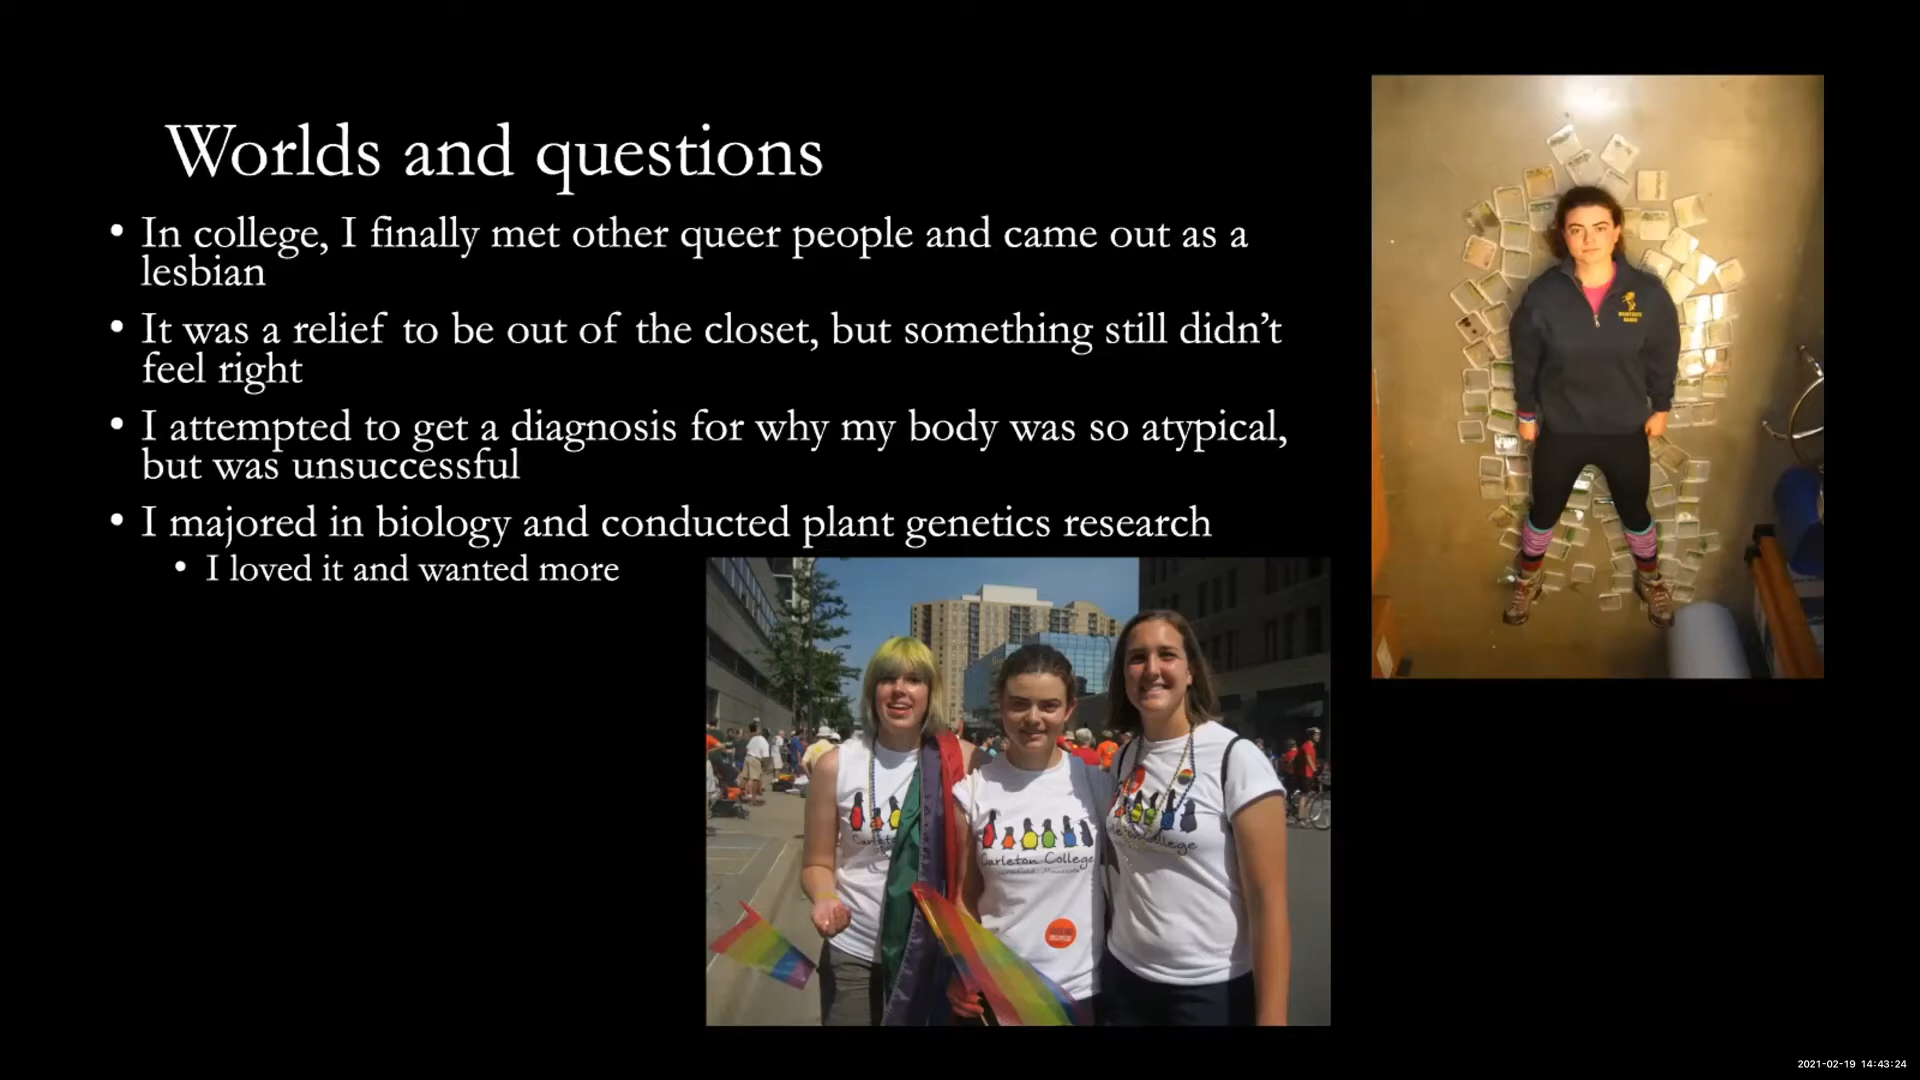 Worlds and questions
• In college, I finally met other queer people and came out as a
lesbian
• It was a relief to be out of the closet, but something still didn’t
feel right
• I attempted to get a diagnosis for why my body was so atypical,
but was unsuccessful
• I majored in biology and conducted plant genetics research
• I loved it and wanted more
Carleton College
2021-02-19 14:43:24